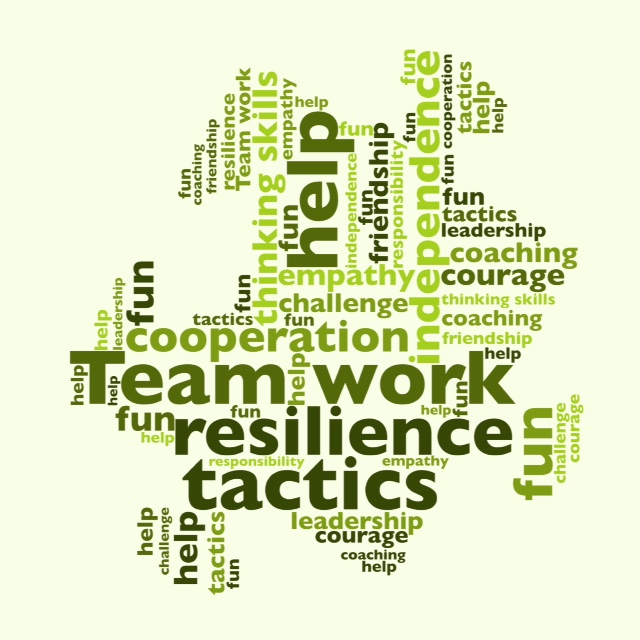 fun
independence
cooperation
tactics
help
help
Team work
thinking skills
empathy
help
resilience
friendship
coaching
fun
help
fun
friendship
fun
fun
fun
independence
responsibility
fun
fun
tactics
leadership
coaching
courage
empathy
thinking skills
challenge
coaching
fun
fun
leadership
help
tactics
fun
cooperation
friendship
help
Team work
help
help
help
fun
fun
fun
help
help
resilience
fun
challenge
courage
responsibility
empathy
tactics
leadership
courage
coaching
help
help
challenge
help
tactics
fun